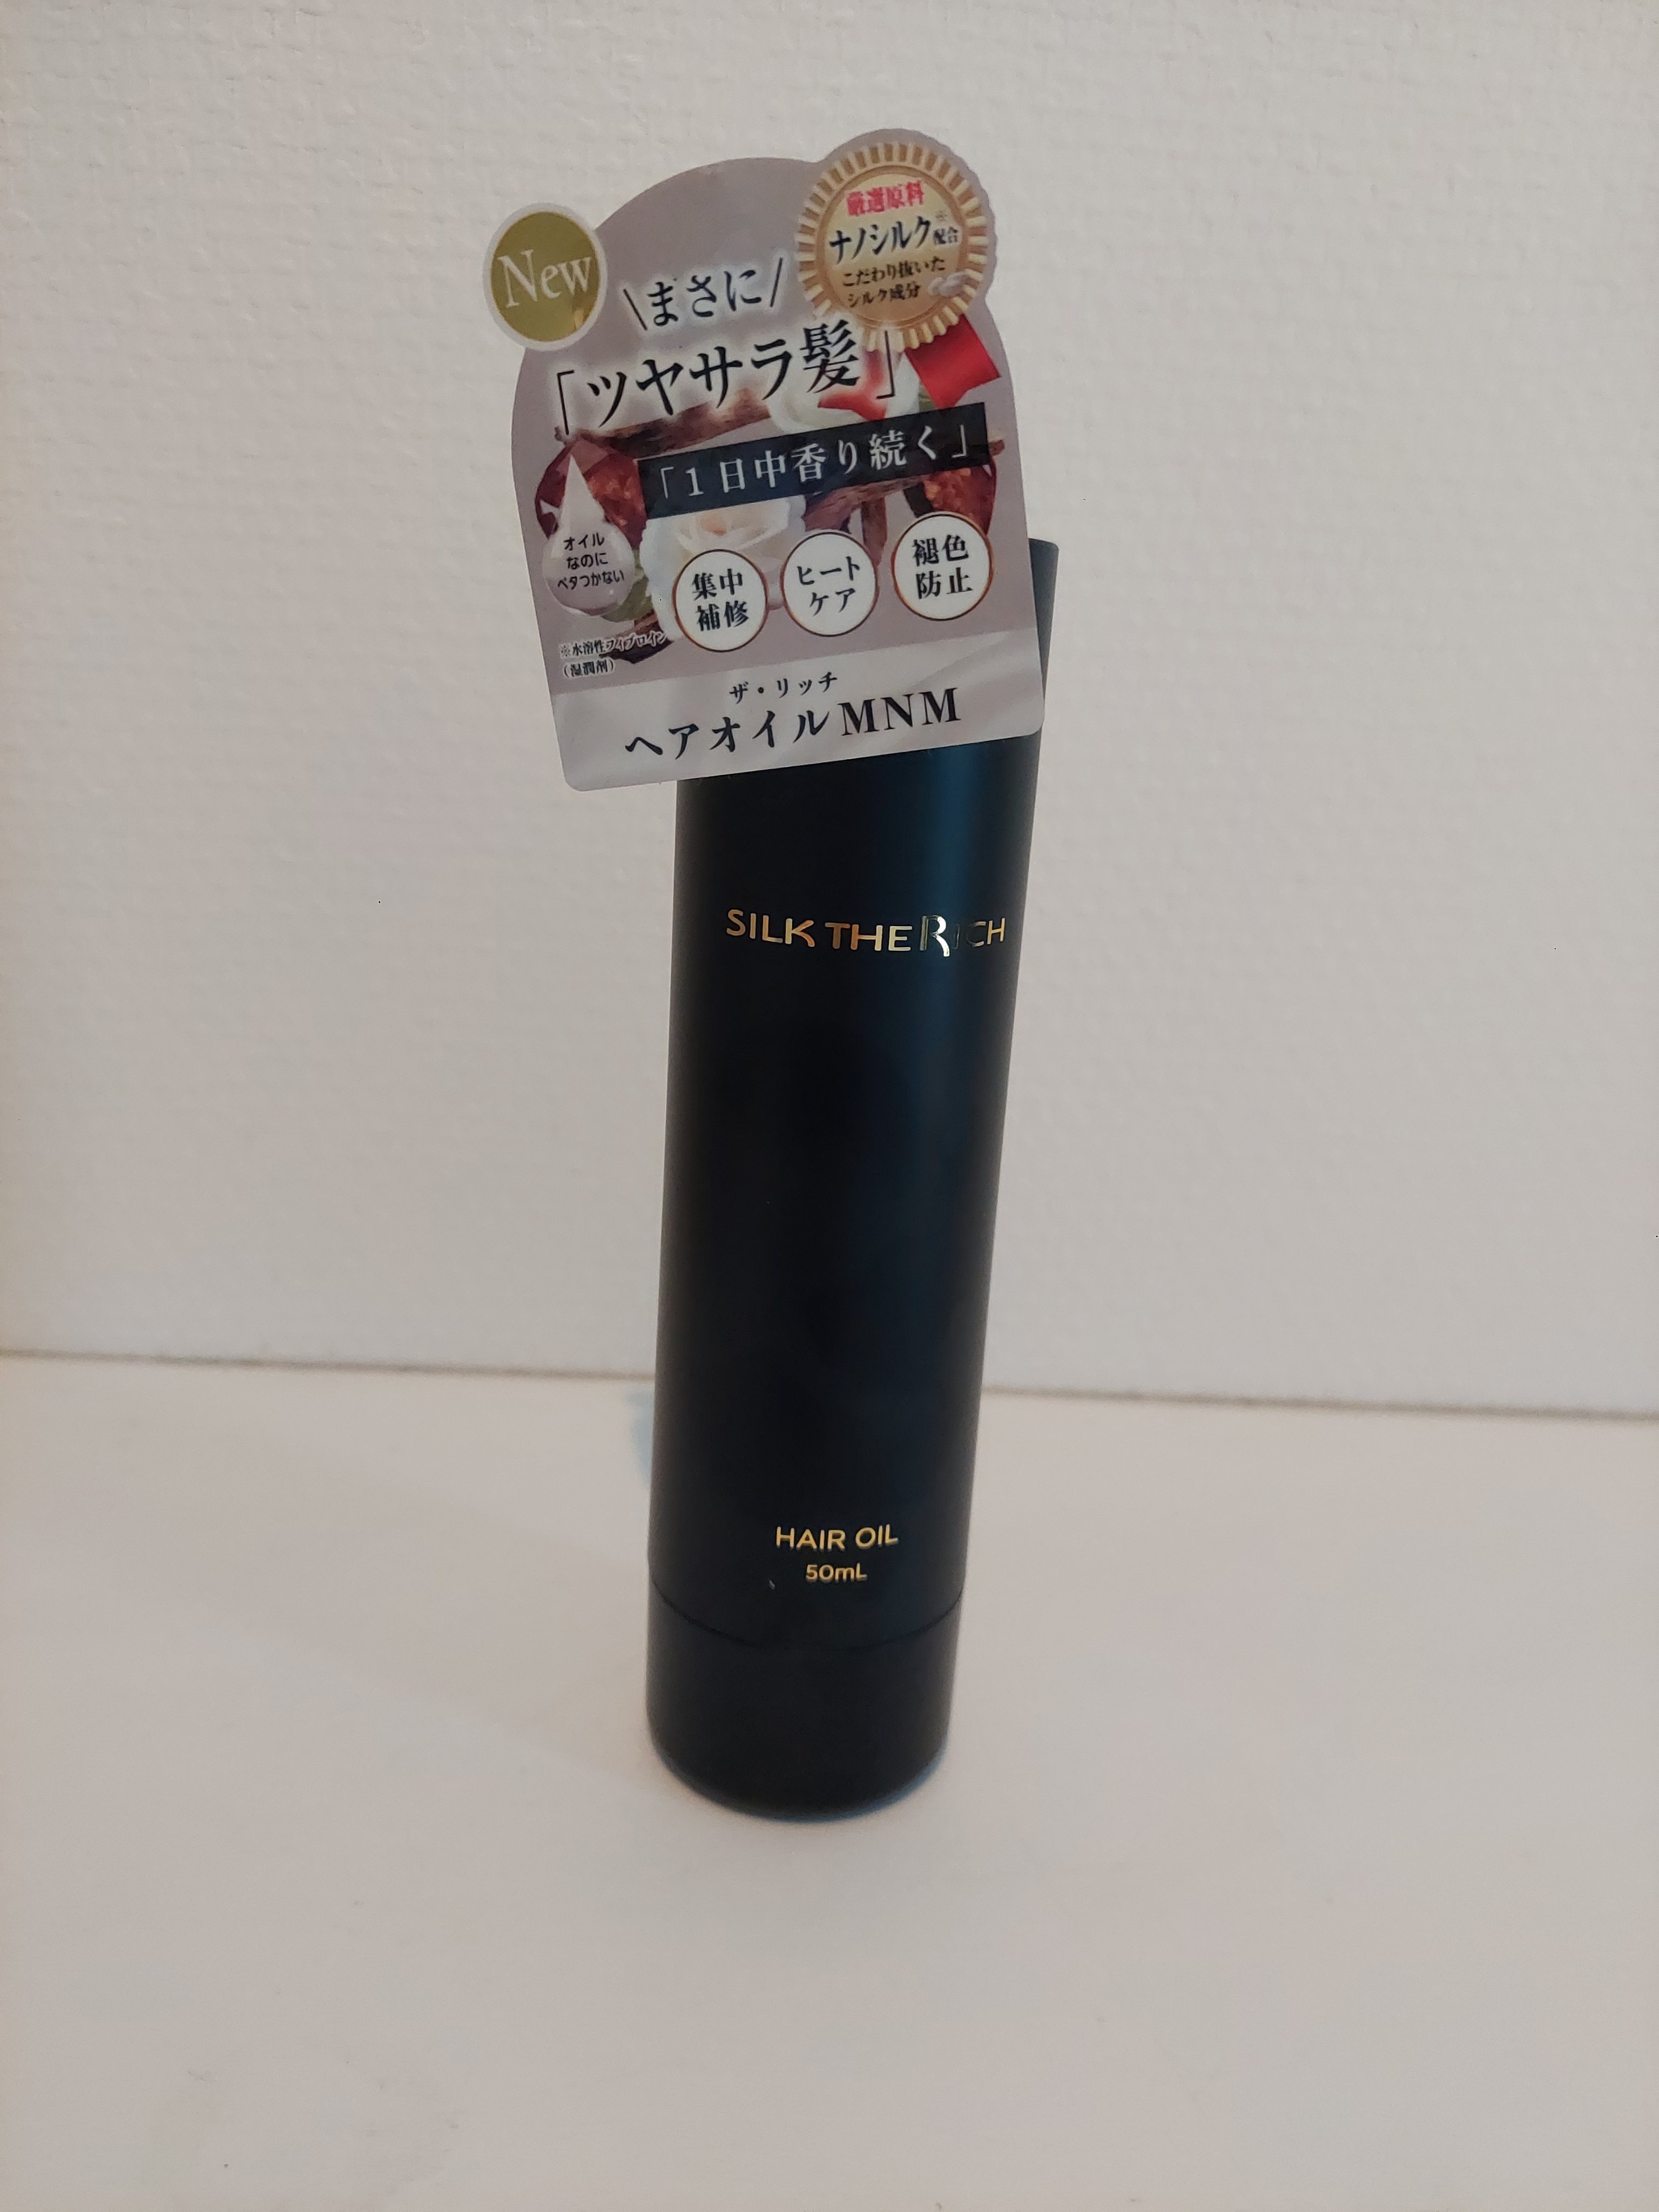 New
厳選原料
ナノシルク※配合
こだわり抜いた
シルク成分
\まさに/
「ツヤサラ髪」
「1日中香り続く」
オイル
なのに
ベタつかない
集中
補修
ヒート
ケア
褪色
防止
※水溶性フィブロイン
(湿潤剤)
ザ・リッチ
ヘアオイルMNM
SILK THE RICH
HAIR OIL
50mL